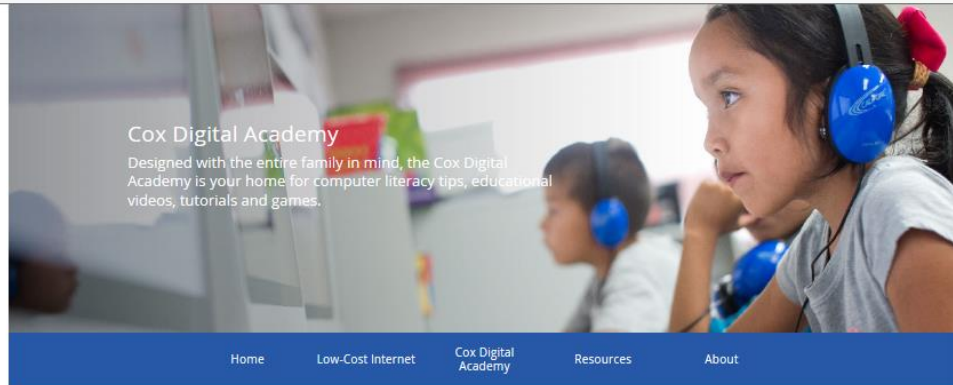 Cox Digital Academy
Designed with the entire family in mind, the Cox Digital
Academy is your home for computer literacy tips, educational
videos, tutorials and games.
Home
Low-Cost Internet
Cox Digital
Academy
Resources
About